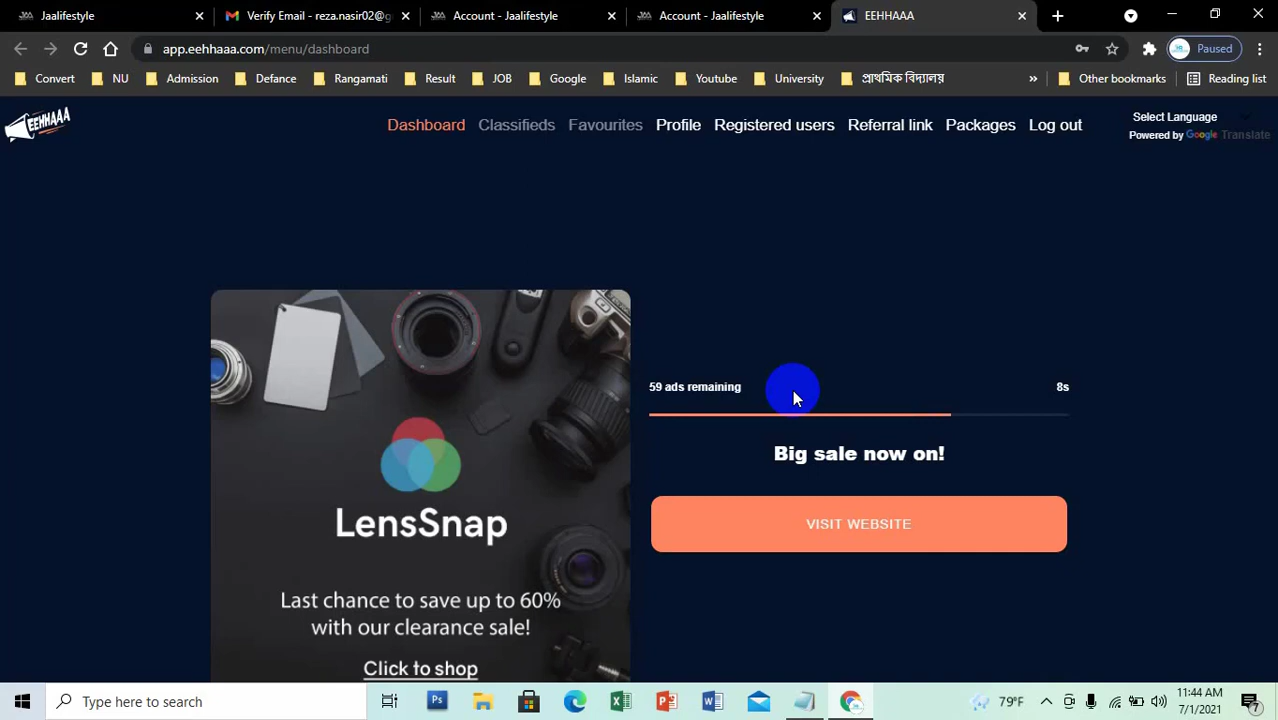 Jaalifestyle
Verify Email - reza.nasir02@g
Account - Jaalifestyle
Account - Jaalifestyle
EEHHAAA
app.eehhaaa.com/menu/dashboard
Paused
Convert
NU
Admission
Defance
Rangamati
Result
JOB
Google
Islamic
Youtube
University
প্রাথমিক বিদ্যালয়
»
Other bookmarks
Reading list
EEHHAAA
Dashboard
Classifieds
Favourites
Profile
Registered users
Referral link
Packages
Log out
Select Language
Powered by Google Translate
59 ads remaining
8s
Big sale now on!
VISIT WEBSITE
LensSnap
Last chance to save up to 60%
with our clearance sale!
Click to shop
Type here to search
Ps
79°F
11:44 AM
7/1/2021
7